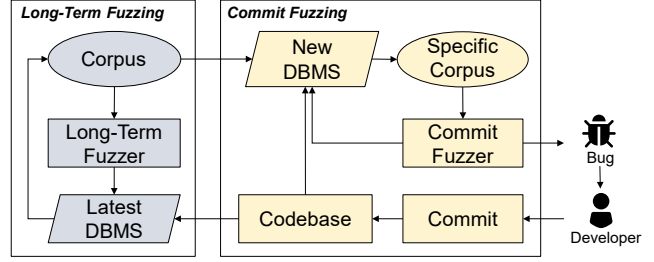 Long-Term Fuzzing
Commit Fuzzing
Corpus
New
DBMS
Specific
Corpus
Long-Term
Fuzzer
Commit
Fuzzer
Bug
Latest
DBMS
Codebase
Commit
Developer